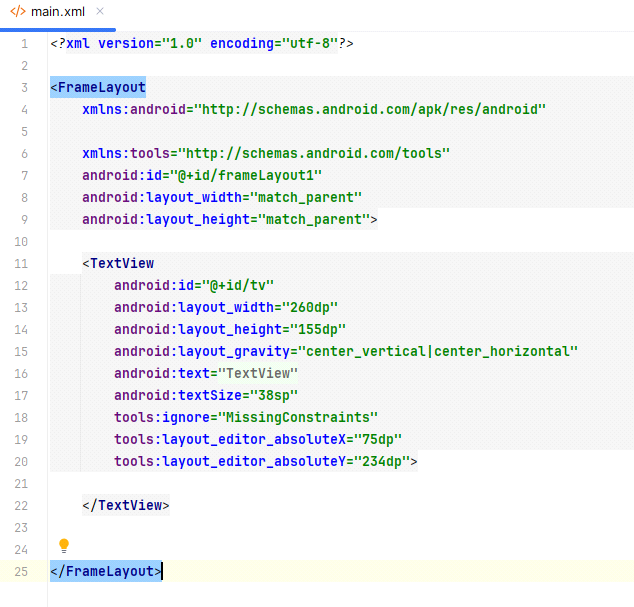 </> main.xml ×
1 <?xml version="1.0" encoding="utf-8"?>
2
3 <FrameLayout
4 xmlns:android="http://schemas.android.com/apk/res/android"
5
6 xmlns:tools="http://schemas.android.com/tools"
7 android:id="@+id/frameLayout1"
8 android:layout_width="match_parent"
9 android:layout_height="match_parent">
10
11 <TextView
12 android:id="@+id/tv"
13 android:layout_width="260dp"
14 android:layout_height="155dp"
15 android:layout_gravity="center_vertical|center_horizontal"
16 android:text="TextView"
17 android:textSize="38sp"
18 tools:ignore="MissingConstraints"
19 tools:layout_editor_absoluteX="75dp"
20 tools:layout_editor_absoluteY="234dp">
21
22 </TextView>
23
24
25 </FrameLayout>